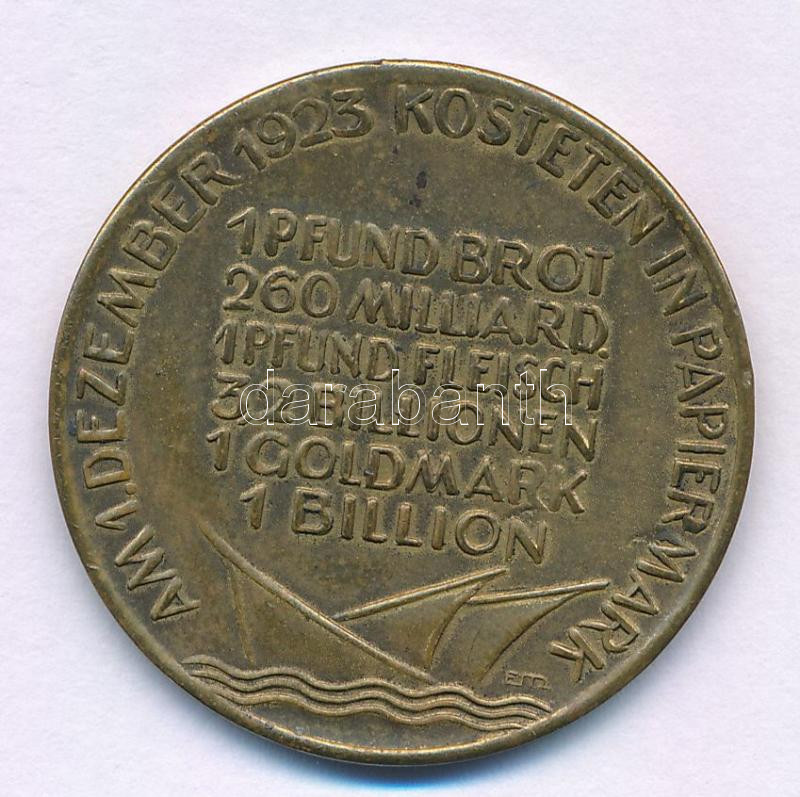 AM 1. DEZEMBER 1923 KOSTETEN IN PAPIERMARK
1 PFUND BROT
260 MILLIARD.
1 PFUND FLEISCH
BILLIONEN
1 GOLDMARK
1 BILLION
darabanth